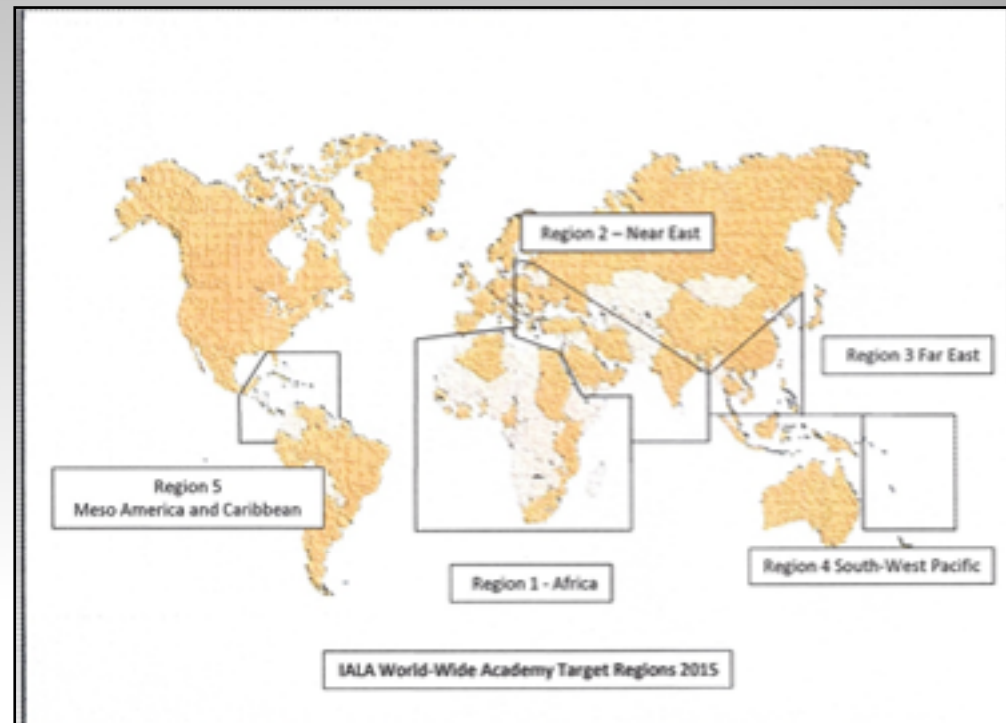 Region 2 – Near East
Region 3 Far East
Region 5
Meso America and Caribbean
Region 4 South-West Pacific
Region 1 - Africa
IALA World-Wide Academy Target Regions 2015